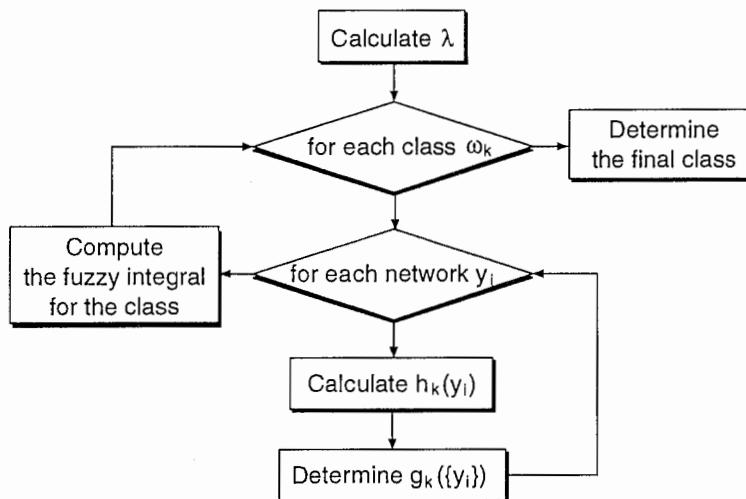 Calculate λ
for each class ωk
Determine
the final class
Compute
the fuzzy integral
for the class
for each network yi
Calculate hk(yi)
Determine gk({yi})